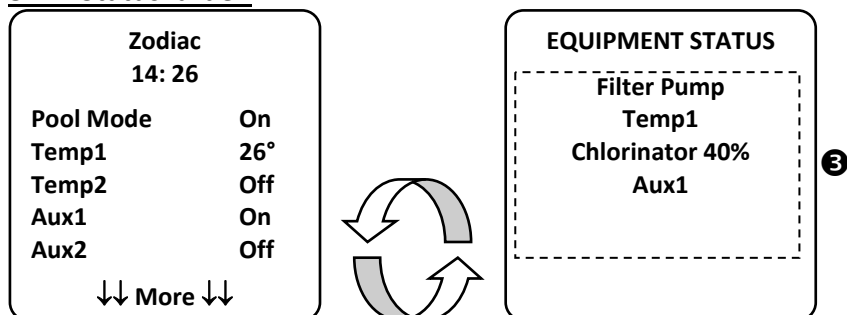 Zodiac
14: 26
Pool Mode On
Temp1 26°
Temp2 Off
Aux1 On
Aux2 Off
↓↓ More ↓↓
EQUIPMENT STATUS
Filter Pump
Temp1
Chlorinator 40%
Aux1
❸